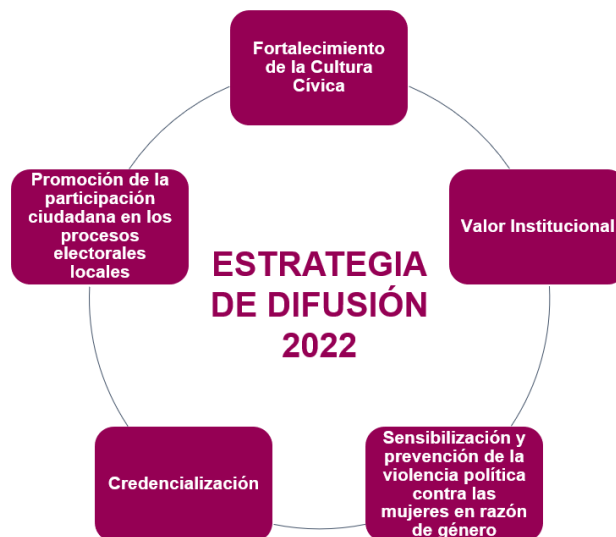 Fortalecimiento
de la Cultura
Cívica
Promoción de la
participación
ciudadana en los
procesos
electorales
locales
Valor Institucional
ESTRATEGIA
DE DIFUSIÓN
2022
Credencialización
Sensibilización y
prevención de la
violencia política
contra las
mujeres en razón
de género